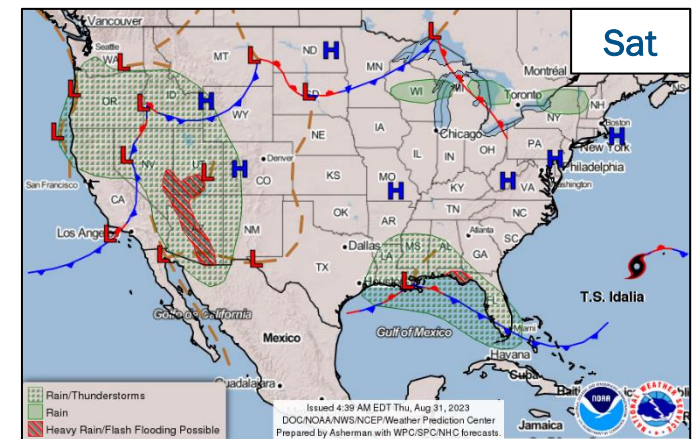 Sat
Vancouver
Seattle
WA
MT
ND
MN
Montréal
OR
ID
SD
WI
Toronto
NH
NY
Boston
WY
IA
Chicago
PA
New York
NE
Philadelphia
NV
UT
Denver
IL
IN
OH
San Francisco
CO
KS
MO
KY
VA
Washington
CA
OK
AR
TN
NC
Los Angeles
NM
Dallas
MS
AL
Atlanta
SC
GA
LA
TX
FL
T.S. Idalia
Golfo de California
Mexico
Gulf of Mexico
Miami
Havana
Cuba
Guadalajara
Jamaica
Rain/Thunderstorms
Rain
Heavy Rain/Flash Flooding Possible
Issued 4:39 AM EDT Thu, Aug 31, 2023
DOC/NOAA/NWS/NCEP/Weather Prediction Center
Prepared by Asherman with WPC/SPC/NHC forecasts.
NOAA